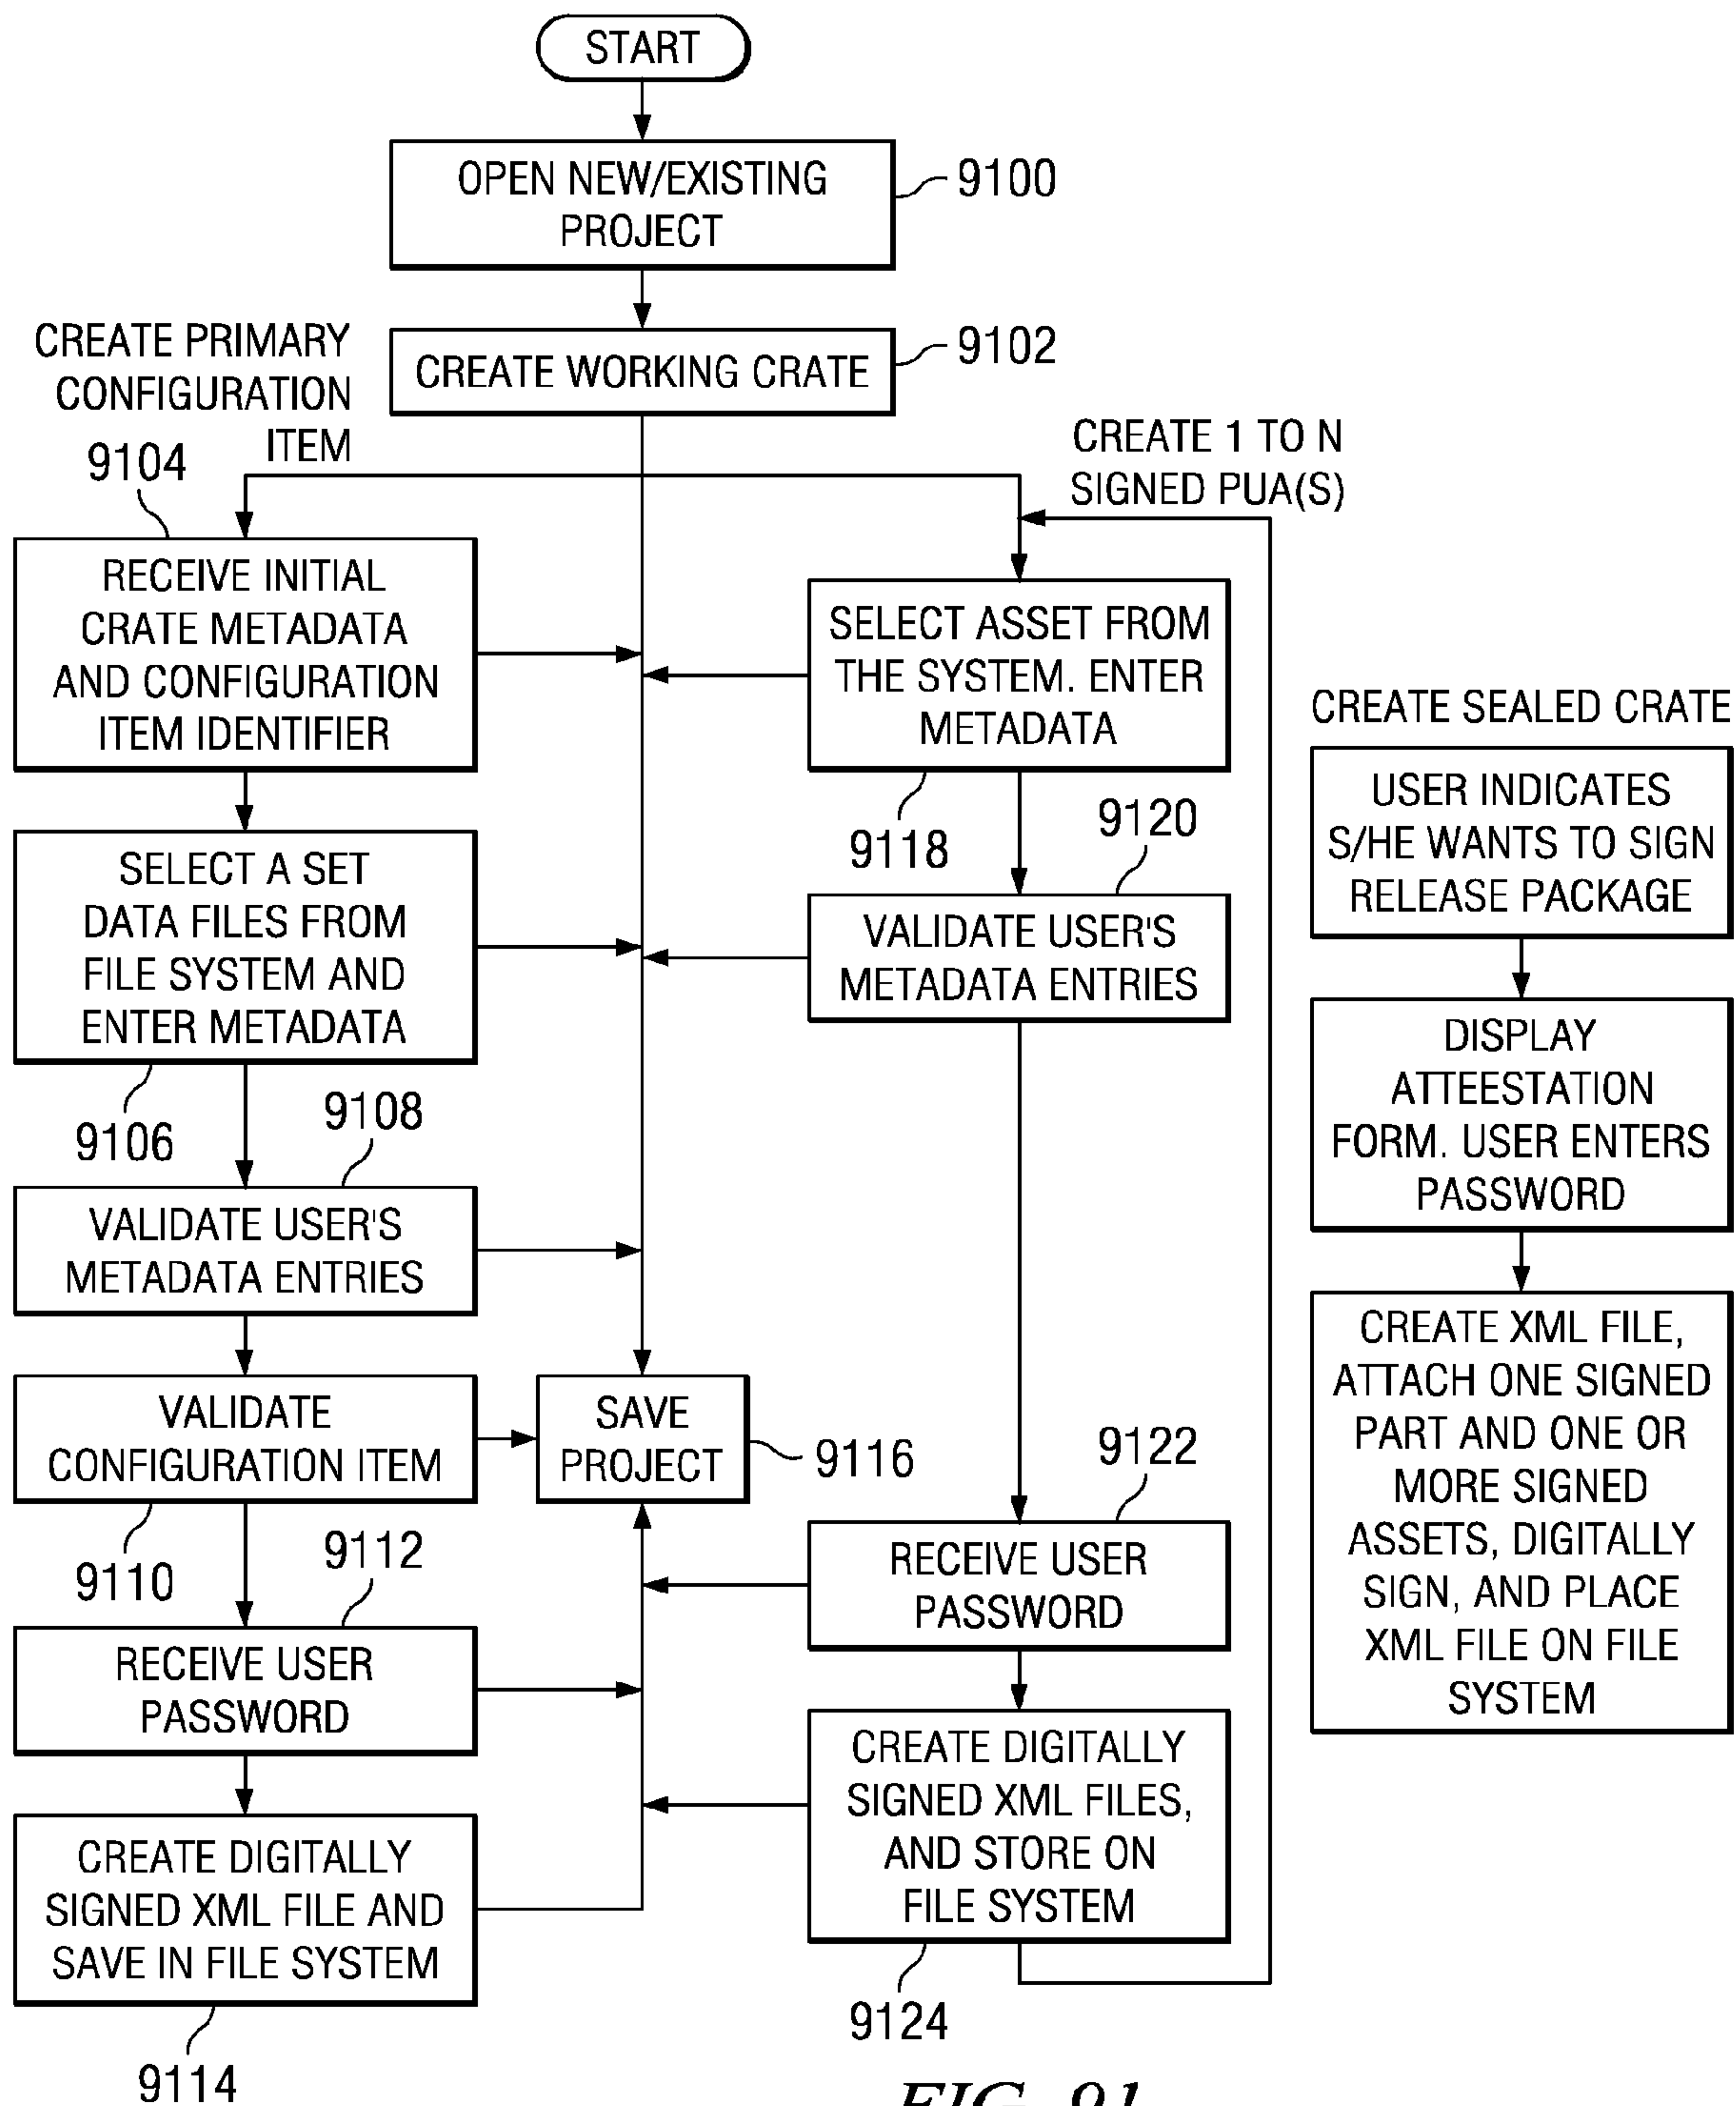 START
OPEN NEW/EXISTING
PROJECT
9100
CREATE WORKING CRATE
9102
CREATE PRIMARY
CONFIGURATION
ITEM
9104
RECEIVE INITIAL
CRATE METADATA
AND CONFIGURATION
ITEM IDENTIFIER
SELECT A SET
DATA FILES FROM
FILE SYSTEM AND
ENTER METADATA
9106
9108
VALIDATE USER'S
METADATA ENTRIES
VALIDATE
CONFIGURATION ITEM
9110
9112
RECEIVE USER
PASSWORD
CREATE DIGITALLY
SIGNED XML FILE AND
SAVE IN FILE SYSTEM
9114
SAVE
PROJECT
9116
CREATE 1 TO N
SIGNED PUA(S)
SELECT ASSET FROM
THE SYSTEM. ENTER
METADATA
9118
9120
VALIDATE USER'S
METADATA ENTRIES
9122
RECEIVE USER
PASSWORD
CREATE DIGITALLY
SIGNED XML FILES,
AND STORE ON
FILE SYSTEM
9124
CREATE SEALED CRATE
USER INDICATES
S/HE WANTS TO SIGN
RELEASE PACKAGE
DISPLAY
ATTEESTATION
FORM. USER ENTERS
PASSWORD
CREATE XML FILE,
ATTACH ONE SIGNED
PART AND ONE OR
MORE SIGNED
ASSETS, DIGITALLY
SIGN, AND PLACE
XML FILE ON FILE
SYSTEM
FIG. 91